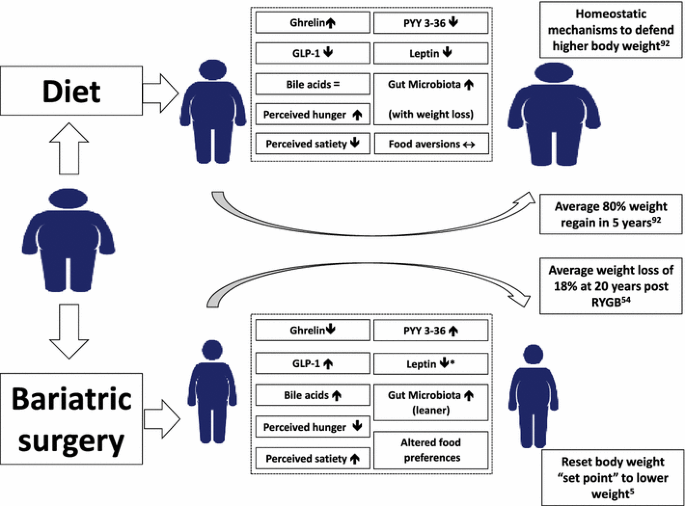 Diet
Ghrelin↑
PYY 3-36 ↓
GLP-1 ↓
Leptin ↓
Bile acids =
Gut Microbiota ↑
(with weight loss)
Perceived hunger ↑
Perceived satiety ↓
Food aversions ↔
Homeostatic
mechanisms to defend
higher body weight⁹²
Average 80% weight
regain in 5 years⁹²
Average weight loss of
18% at 20 years post
RYGB⁵⁴
Bariatric
surgery
Ghrelin↓
PYY 3-36 ↑
GLP-1 ↑
Leptin ↓*
Bile acids ↑
Gut Microbiota ↑
(leaner)
Perceived hunger ↓
Altered food
preferences
Perceived satiety ↑
Reset body weight
“set point” to lower
weight⁵